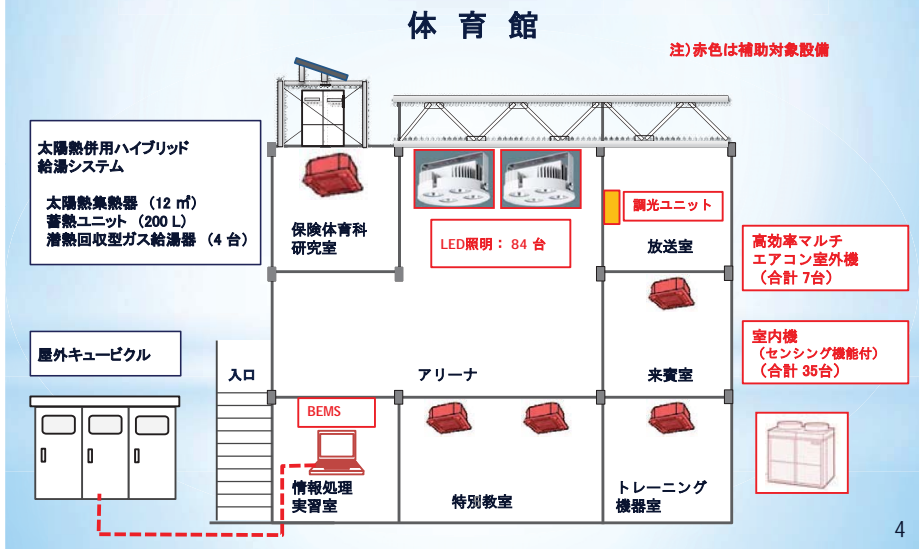 体 育 館
注）赤色は補助対象設備
太陽熱併用ハイブリッド
給湯システム
太陽熱集熱器 （12 ㎡）
蓄熱ユニット （200 L）
潜熱回収型ガス給湯器 （4 台）
保険体育科
研究室
LED照明： 84 台
調光ユニット
放送室
高効率マルチ
エアコン室外機
（合計 7台）
屋外キュービクル
入口
アリーナ
来賓室
室内機
（センシング機能付）
（合計 35台）
BEMS
情報処理
実習室
特別教室
トレーニング
機器室
4